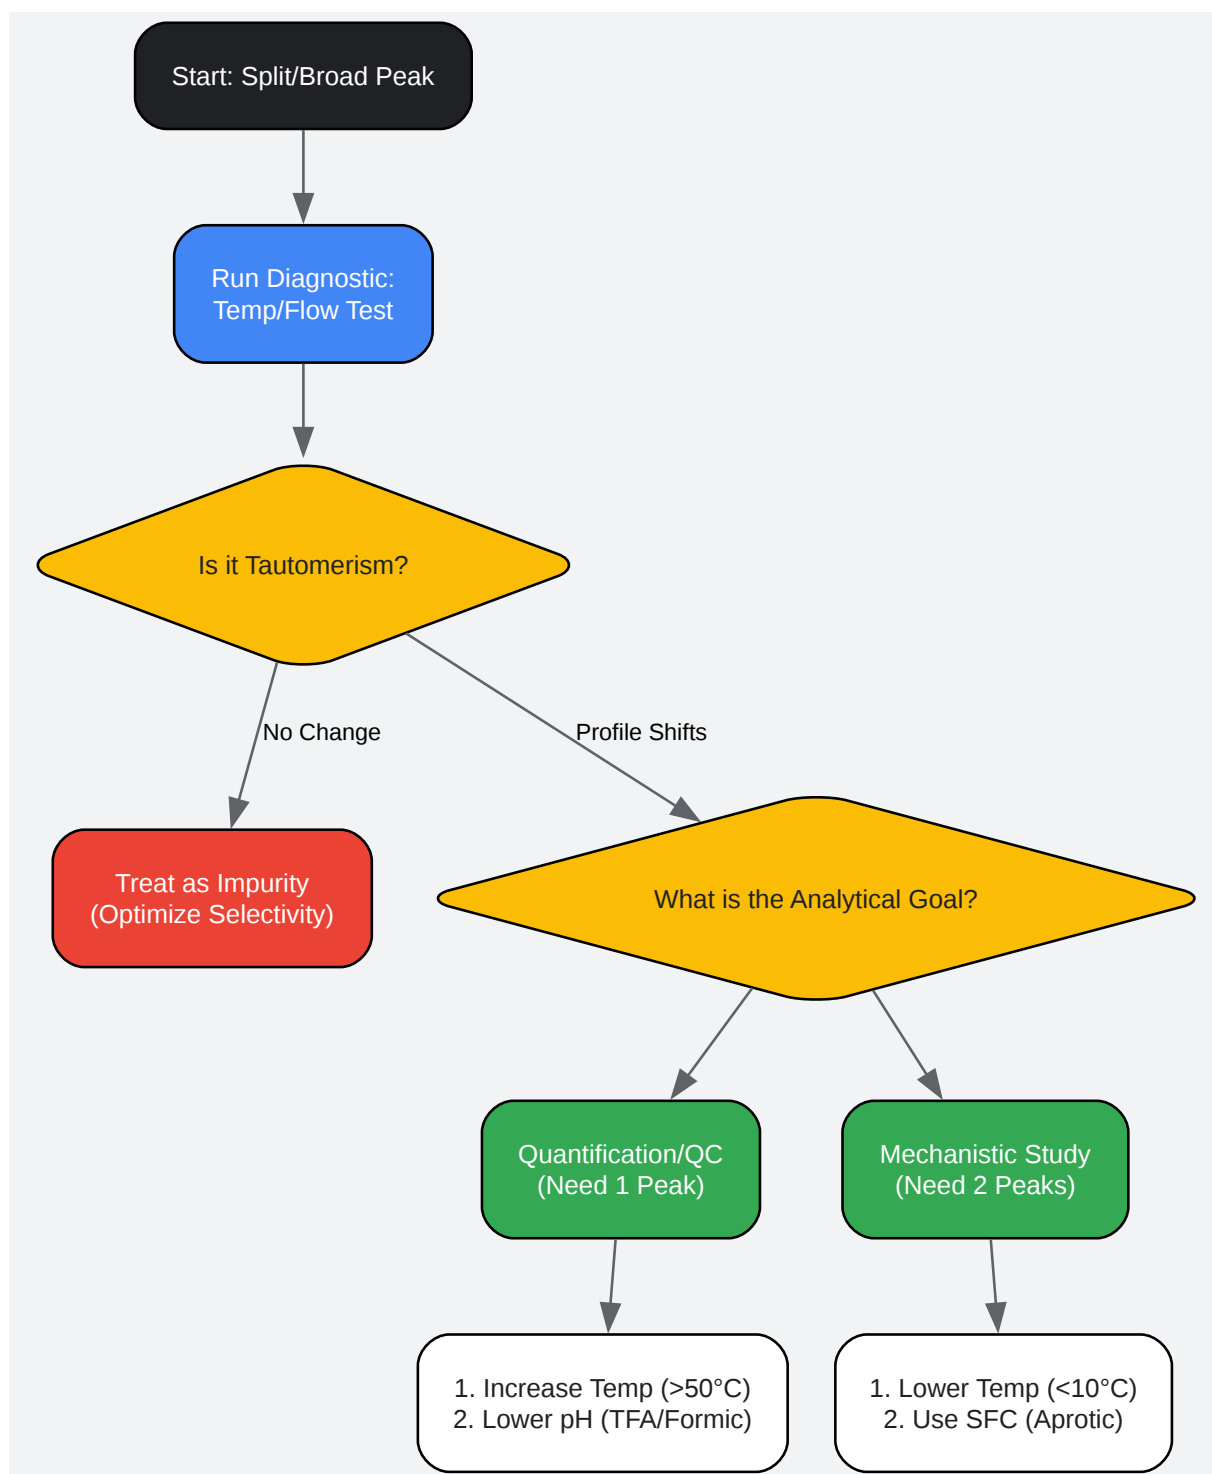 Start: Split/Broad Peak
Run Diagnostic:
Temp/Flow Test
Is it Tautomerism?
No Change
Profile Shifts
Treat as Impurity
(Optimize Selectivity)
What is the Analytical Goal?
Quantification/QC
(Need 1 Peak)
Mechanistic Study
(Need 2 Peaks)
1. Increase Temp (>50°C)
2. Lower pH (TFA/Formic)
1. Lower Temp (<10°C)
2. Use SFC (Aprotic)